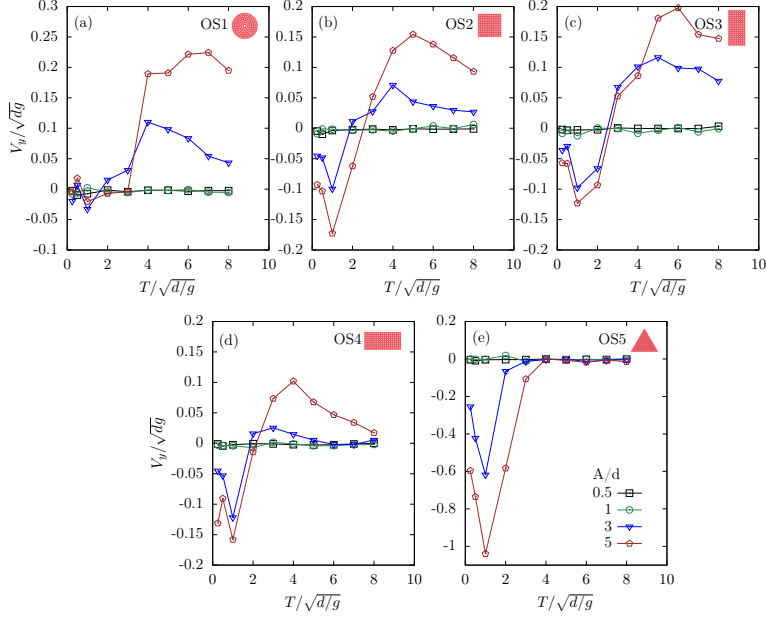 (a) OS1
0.3
0.25
0.2
0.15
0.1
0.05
0
-0.05
-0.1
V_y/√dg
0 2 4 6 8 10
T/√d/g
(b) OS2
0.2
0.15
0.1
0.05
0
-0.05
-0.1
-0.15
-0.2
0 2 4 6 8 10
T/√d/g
(c) OS3
0.2
0.15
0.1
0.05
0
-0.05
-0.1
-0.15
-0.2
0 2 4 6 8 10
T/√d/g
(d) OS4
0.2
0.15
0.1
0.05
0
-0.05
-0.1
-0.15
-0.2
V_y/√dg
0 2 4 6 8 10
T/√d/g
(e) OS5
0.2
0
-0.2
-0.4
-0.6
-0.8
-1
A/d
0.5
1
3
5
0 2 4 6 8 10
T/√d/g